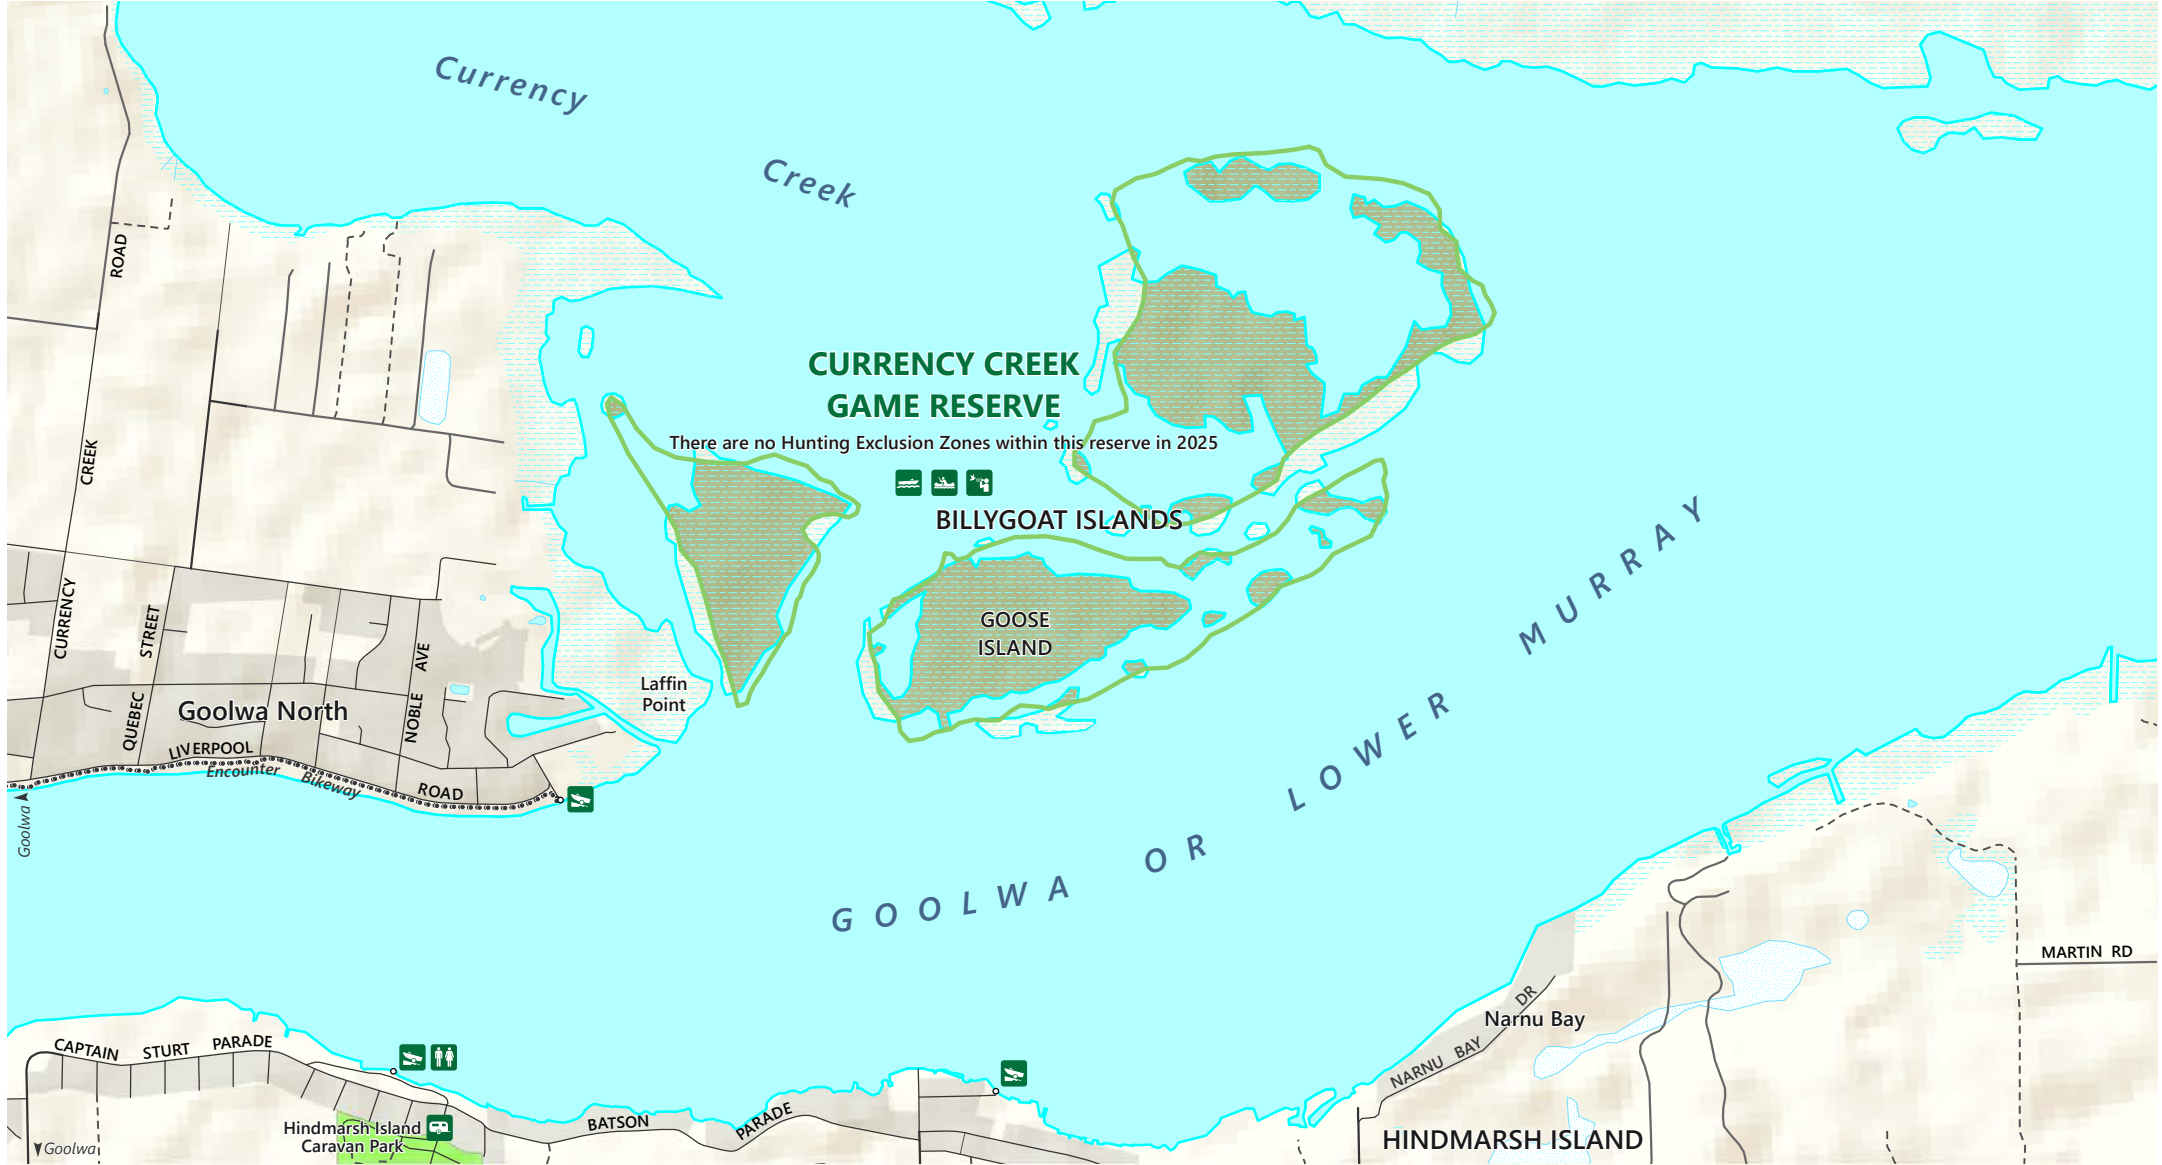 Currency
Creek
ROAD
CREEK
CURRENCY
CURRENCY CREEK
GAME RESERVE
There are no Hunting Exclusion Zones within this reserve in 2025
BILLYGOAT ISLANDS
GOOSE
ISLAND
Laffin
Point
STREET
QUEBEC
AVE
NOBLE
Goolwa North
LIVERPOOL
ROAD
Encounter Bikeway
Goolwa
GOOLWA OR LOWER MURRAY
MARTIN RD
Narnu Bay
NARNU BAY DR
CAPTAIN STURT PARADE
Hindmarsh Island
Caravan Park
BATSON PARADE
HINDMARSH ISLAND
Goolwa